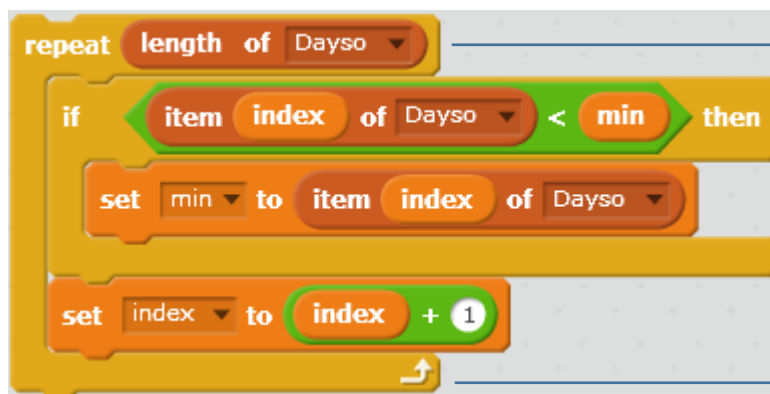 repeat length of Dayso
if item index of Dayso < min then
set min to item index of Dayso
set index to index + 1